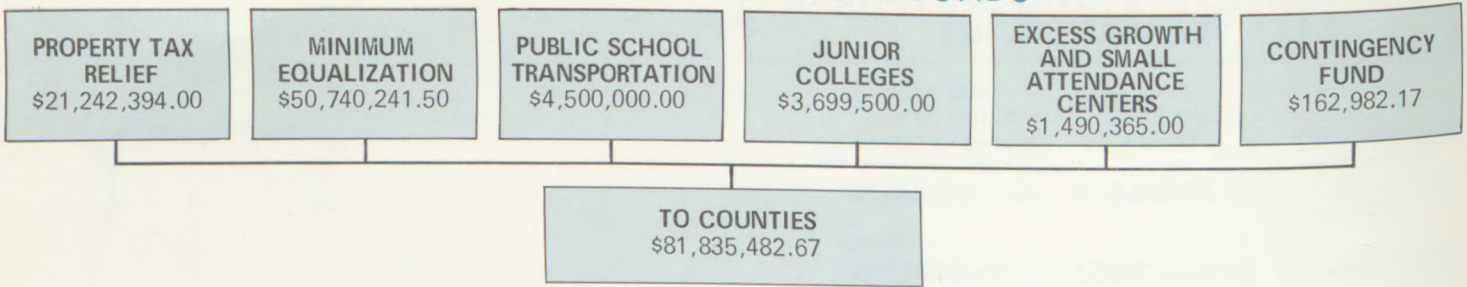 FUNDS
PROPERTY TAX
RELIEF
$21,242,394.00
MINIMUM
EQUALIZATION
$50,740,241.50
PUBLIC SCHOOL
TRANSPORTATION
$4,500,000.00
JUNIOR
COLLEGES
$3,699,500.00
EXCESS GROWTH
AND SMALL
ATTENDANCE
CENTERS
$1,490,365.00
CONTINGENCY
FUND
$162,982.17
TO COUNTIES
$81,835,482.67